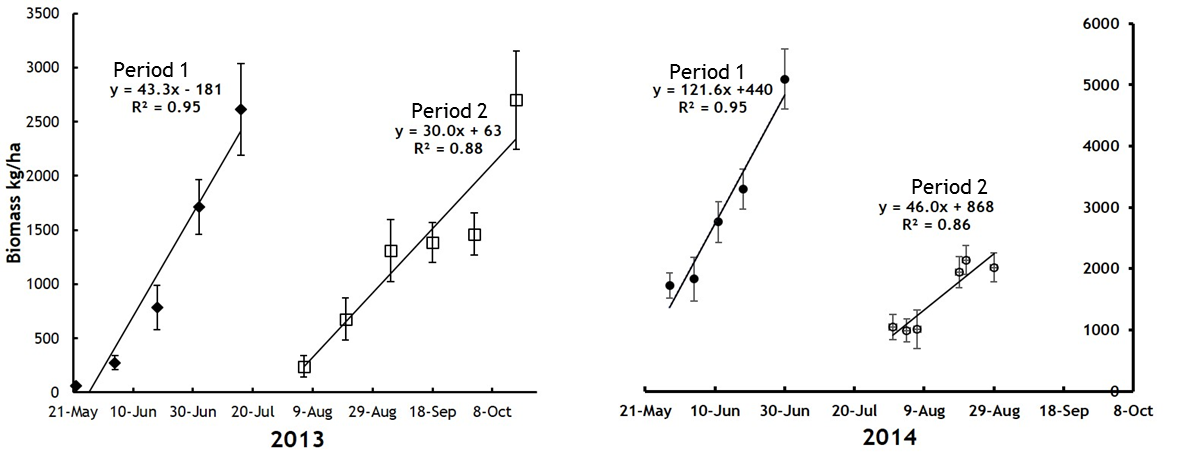 3500
3000
2500
2000
1500
1000
500
0
Biomass kg/ha
Period 1
y = 43.3x - 181
R² = 0.95
Period 2
y = 30.0x + 63
R² = 0.88
21-May 10-Jun 30-Jun 20-Jul 9-Aug 29-Aug 18-Sep 8-Oct
2013
Period 1
y = 121.6x +440
R² = 0.95
Period 2
y = 46.0x + 868
R² = 0.86
6000
5000
4000
3000
2000
1000
0
21-May 10-Jun 30-Jun 20-Jul 9-Aug 29-Aug 18-Sep 8-Oct
2014